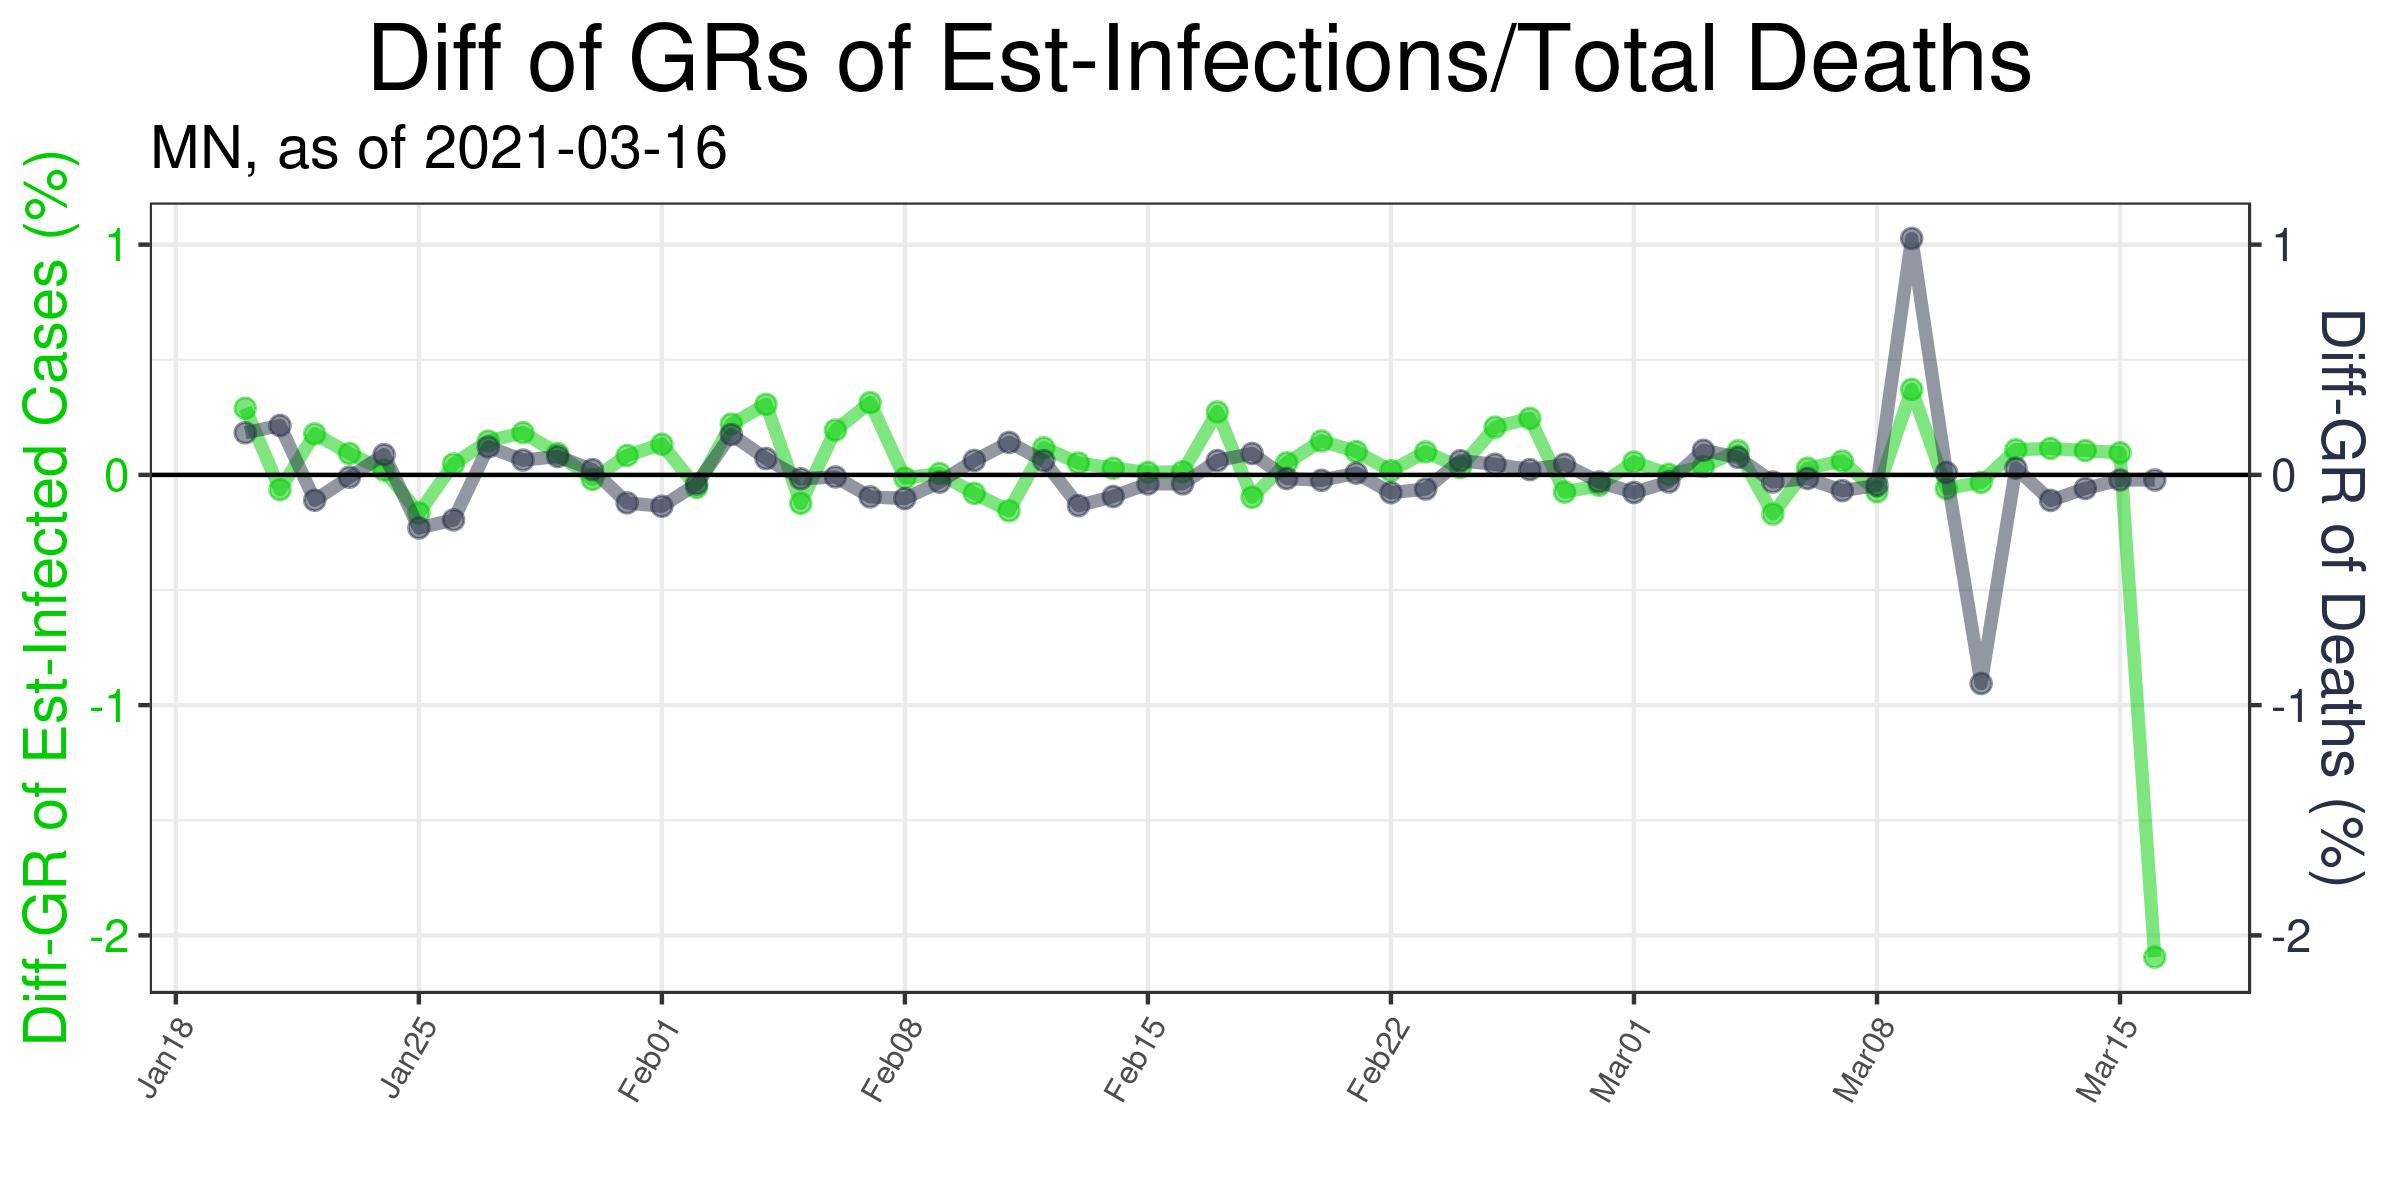 Diff of GRs of Est-Infections/Total Deaths
MN, as of 2021-03-16
Diff-GR of Est-Infected Cases (%)
1
0
-1
-2
1
0
-1
-2
Diff-GR of Deaths (%)
Jan18
Jan25
Feb01
Feb08
Feb15
Feb22
Mar01
Mar08
Mar15